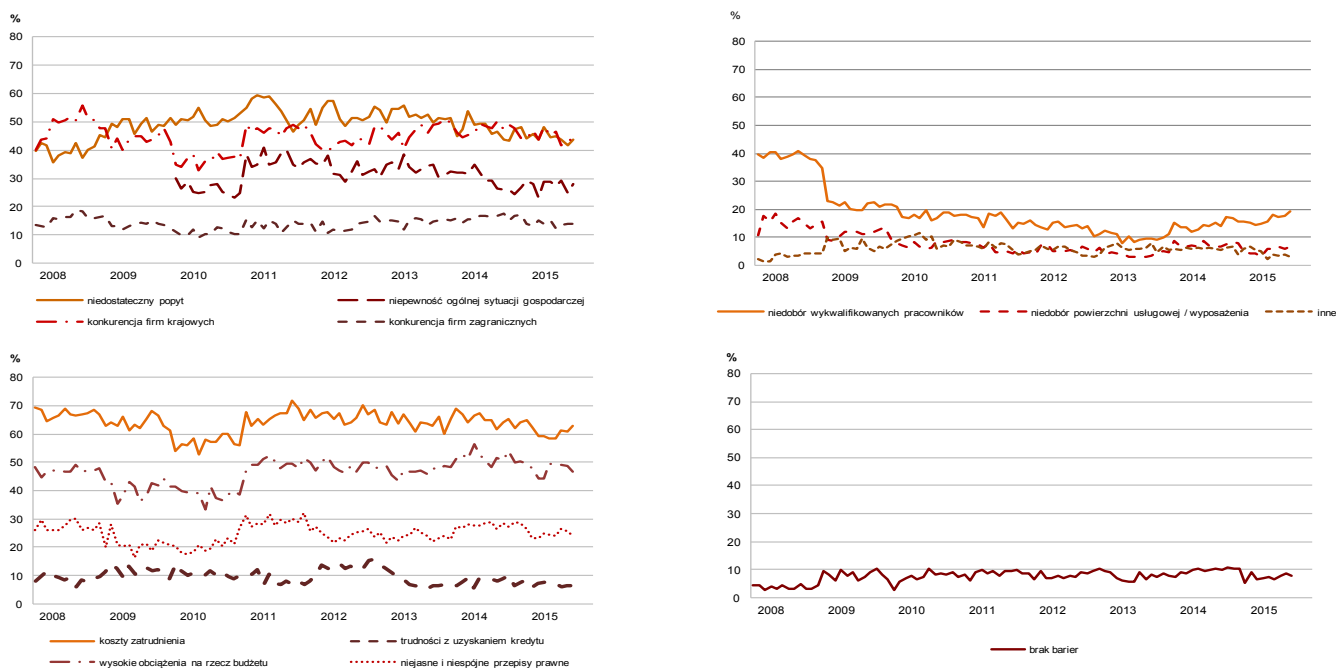 %
80
70
60
50
40
30
20
10
0
2008 2009 2010 2011 2012 2013 2014 2015
niedostateczny popyt
niepewność ogólnej sytuacji gospodarczej
konkurencja firm krajowych
konkurencja firm zagranicznych
%
80
70
60
50
40
30
20
10
0
2008 2009 2010 2011 2012 2013 2014 2015
niedobór wykwalifikowanych pracowników
niedobór powierzchni usługowej / wyposażenia
inne
%
80
70
60
50
40
30
20
10
0
2008 2009 2010 2011 2012 2013 2014 2015
koszty zatrudnienia
trudności z uzyskaniem kredytu
wysokie obciążenia na rzecz budżetu
niejasne i niespójne przepisy prawne
%
80
70
60
50
40
30
20
10
0
2008 2009 2010 2011 2012 2013 2014 2015
brak barier